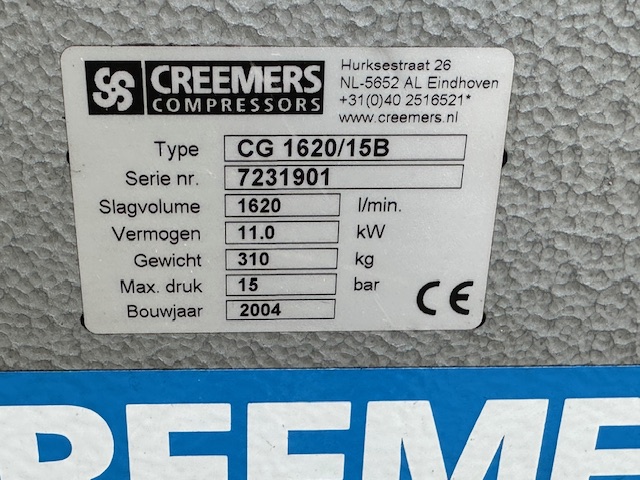 CREEMERS
COMPRESSORS
Hurksestraat 26
NL-5652 AL Eindhoven
+31(0)40 2516521*
www.creemers.nl
Type CG 1620/15B
Serie nr. 7231901
Slagvolume 1620 l/min.
Vermogen 11.0 kW
Gewicht 310 kg
Max. druk 15 bar
Bouwjaar 2004
CE
REEME